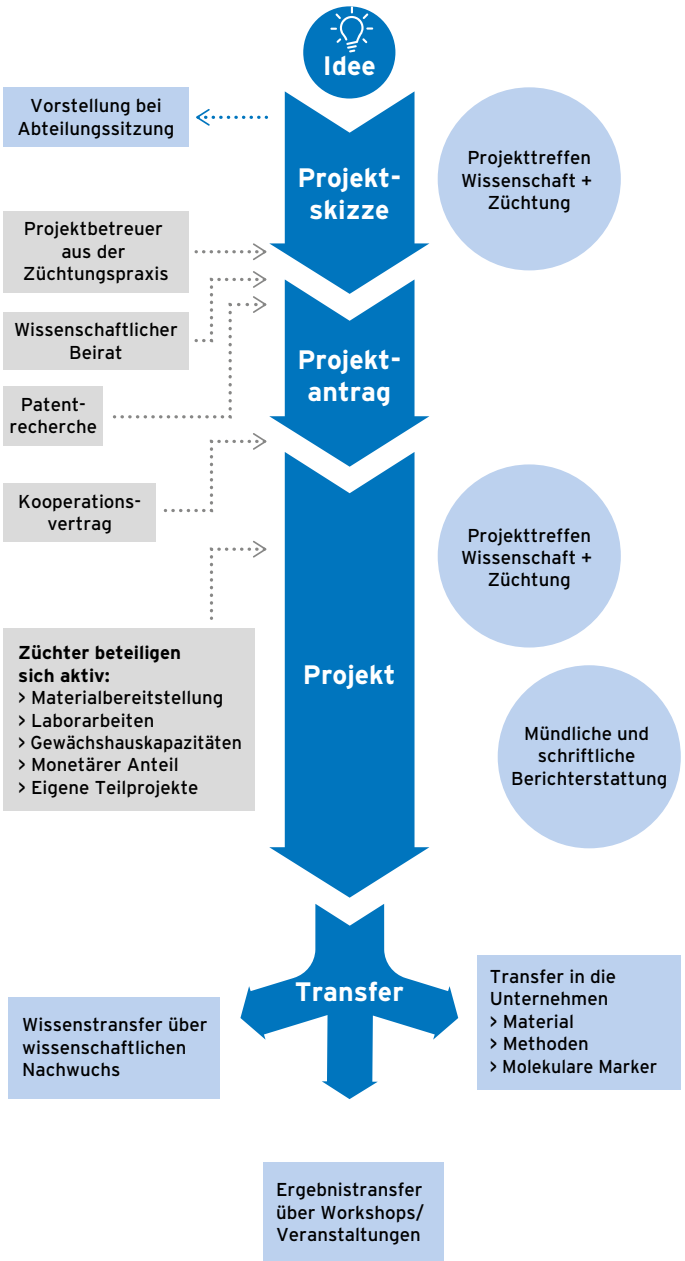 Idee
Vorstellung bei
Abteilungssitzung
Projekt-
skizze
Projekttreffen
Wissenschaft +
Züchtung
Projektbetreuer
aus der
Züchtungspraxis
Wissenschaftlicher
Beirat
Projekt-
antrag
Patent-
recherche
Kooperations-
vertrag
Projekttreffen
Wissenschaft +
Züchtung
Züchter beteiligen
sich aktiv:
> Materialbereitstellung
> Laborarbeiten
> Gewächshauskapazitäten
> Monetärer Anteil
> Eigene Teilprojekte
Projekt
Mündliche und
schriftliche
Berichterstattung
Transfer
Wissenstransfer über
wissenschaftlichen
Nachwuchs
Transfer in die
Unternehmen
> Material
> Methoden
> Molekulare Marker
Ergebnistransfer
über Workshops/
Veranstaltungen